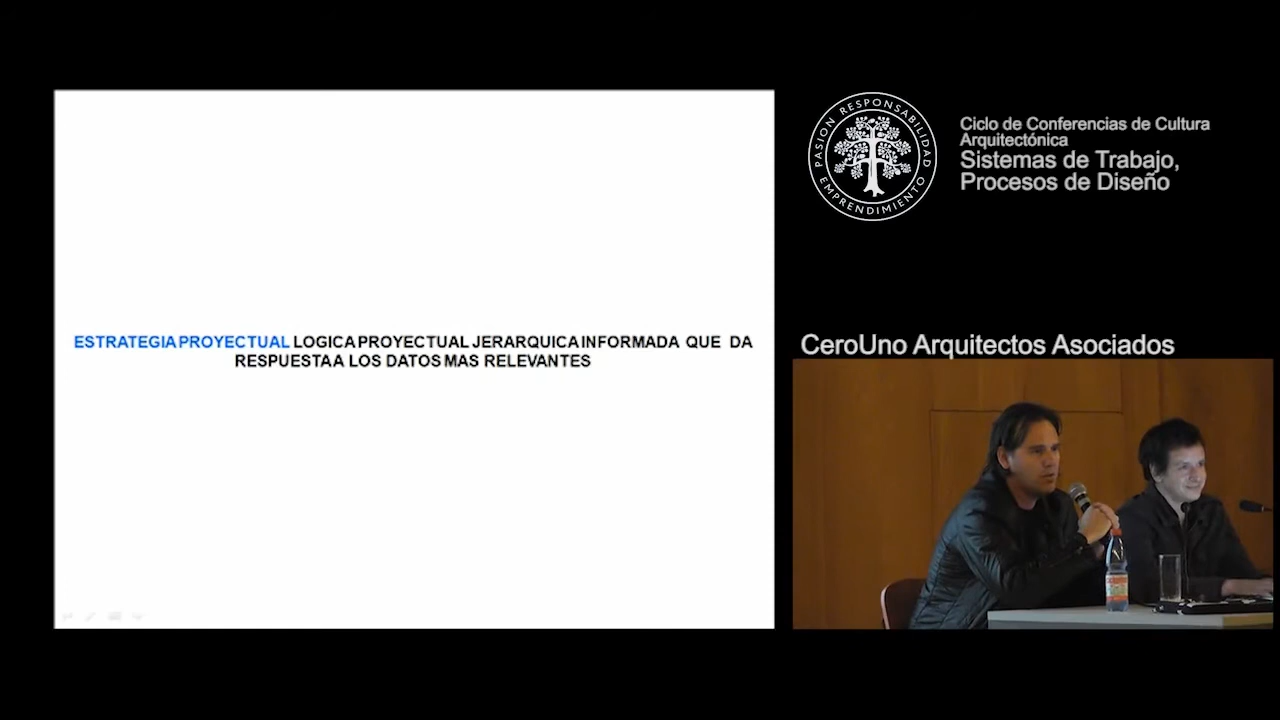 ESTRATEGIA PROYECTUAL LOGICA PROYECTUAL JERARQUICA INFORMADA QUE DA
RESPUESTA A LOS DATOS MAS RELEVANTES
PASION RESPONSABILIDAD
EMPRENDIMIENTO
Ciclo de Conferencias de Cultura
Arquitectónica
Sistemas de Trabajo,
Procesos de Diseño
CeroUno Arquitectos Asociados